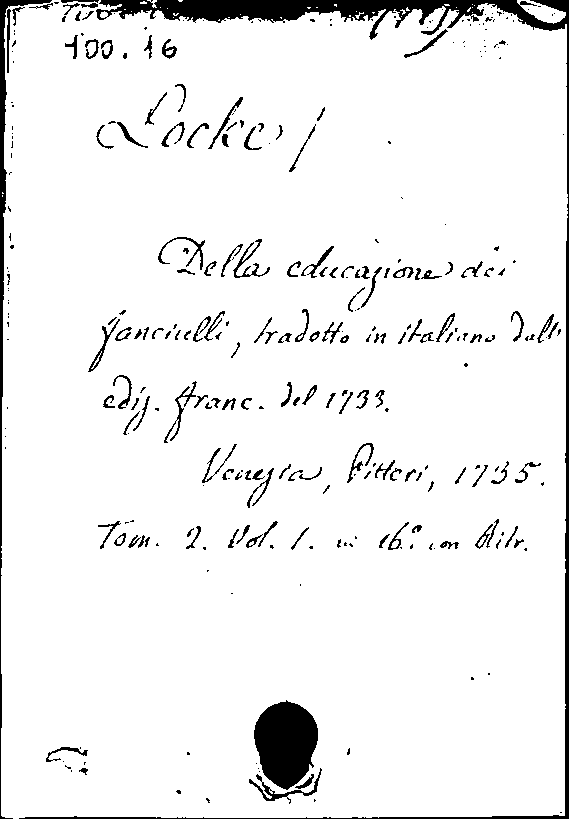 100.16
Locke /
Della educazione dei
fanciulli, tradotto in italiano dall'
ediz. franc. del 1733.
Venezia, Pitteri, 1735.
Tom. 2. Vol. 1. in 16.° con Ritr.